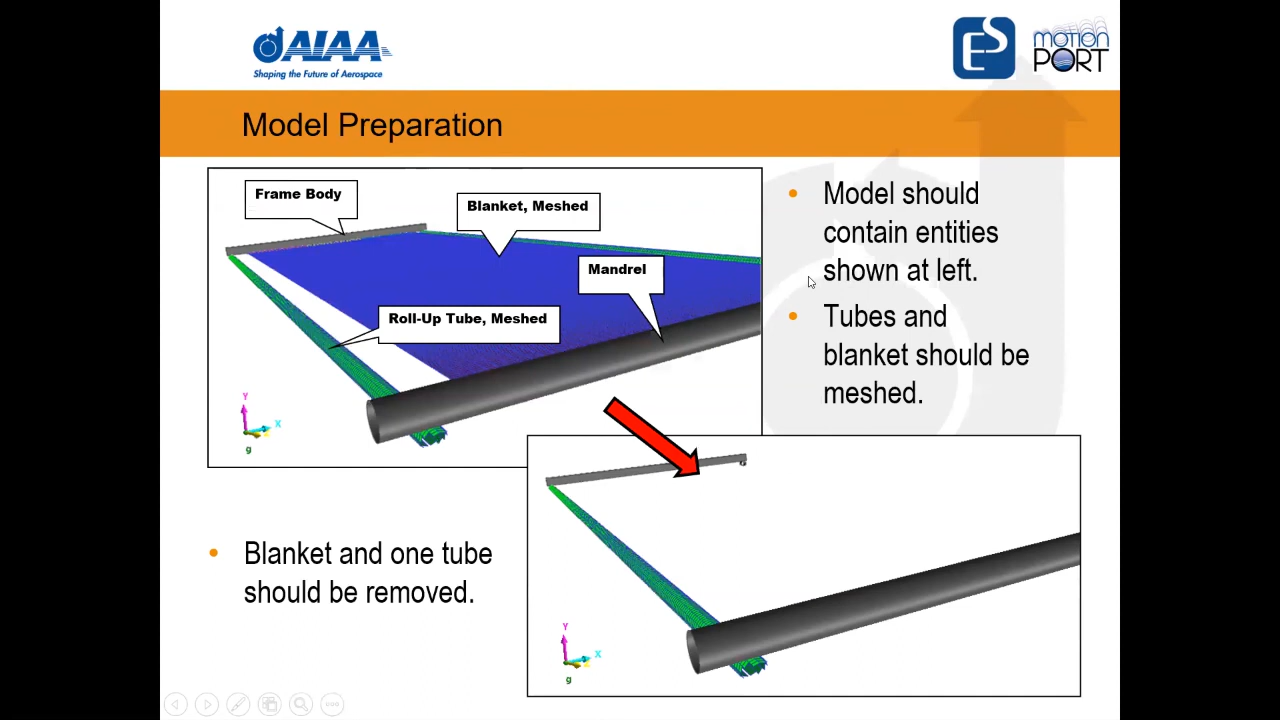 AIAA
Shaping the Future of Aerospace
ES
MOTION
PORT
Model Preparation
Frame Body
Blanket, Meshed
Mandrel
Roll-Up Tube, Meshed
Y
X
g
• Model should
contain entities
shown at left.
• Tubes and
blanket should be
meshed.
• Blanket and one tube
should be removed.
Y
X
g